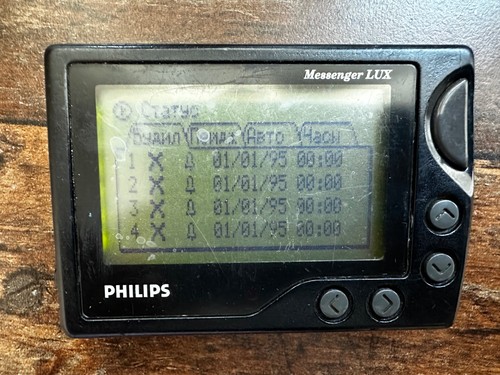 Messenger LUX
Статус
Будил Пейдж Авто Часы
1 X 01/01/95 00:00
2 X 01/01/95 00:00
3 X 01/01/95 00:00
4 X 01/01/95 00:00
PHILIPS